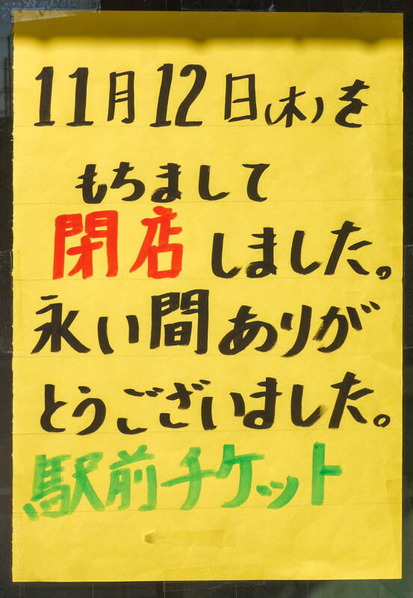 11月12日(木)を
もちまして
閉店しました。
永い間ありが
とうございました。
駅前チケット